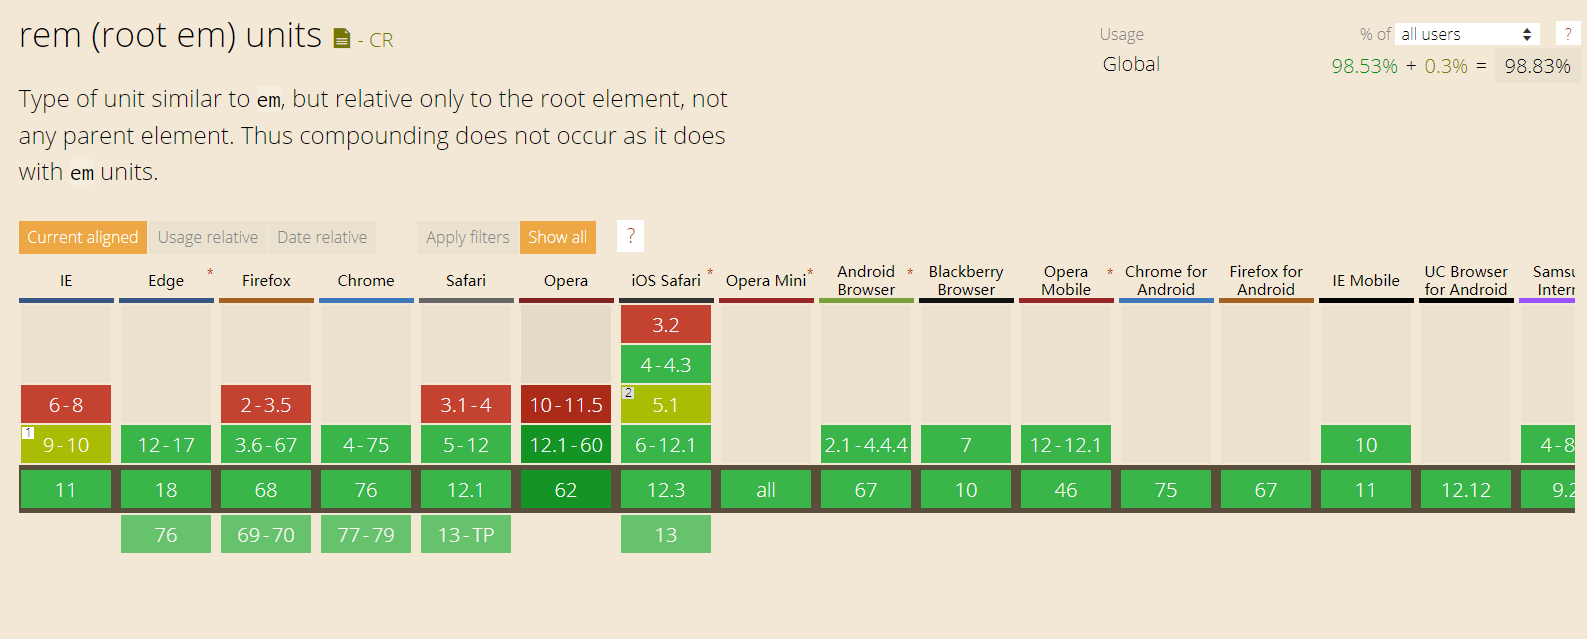 rem (root em) units - CR
Usage % of all users ?
Global 98.53% + 0.3% = 98.83%
Type of unit similar to em, but relative only to the root element, not
any parent element. Thus compounding does not occur as it does
with em units.
Current aligned Usage relative Date relative Apply filters Show all ?
IE Edge * Firefox Chrome Safari Opera iOS Safari * Opera Mini * Android Browser * Blackberry Browser Opera Mobile * Chrome for Android Firefox for Android IE Mobile UC Browser for Android Samsu Intern
3.2
4-4.3
6-8 2-3.5 3.1-4 10-11.5 2 5.1
1 9-10 12-17 3.6-67 4-75 5-12 12.1-60 6-12.1 2.1-4.4.4 7 12-12.1 10 4-8
11 18 68 76 12.1 62 12.3 all 67 10 46 75 67 11 12.12 9.2
76 69-70 77-79 13-TP 13